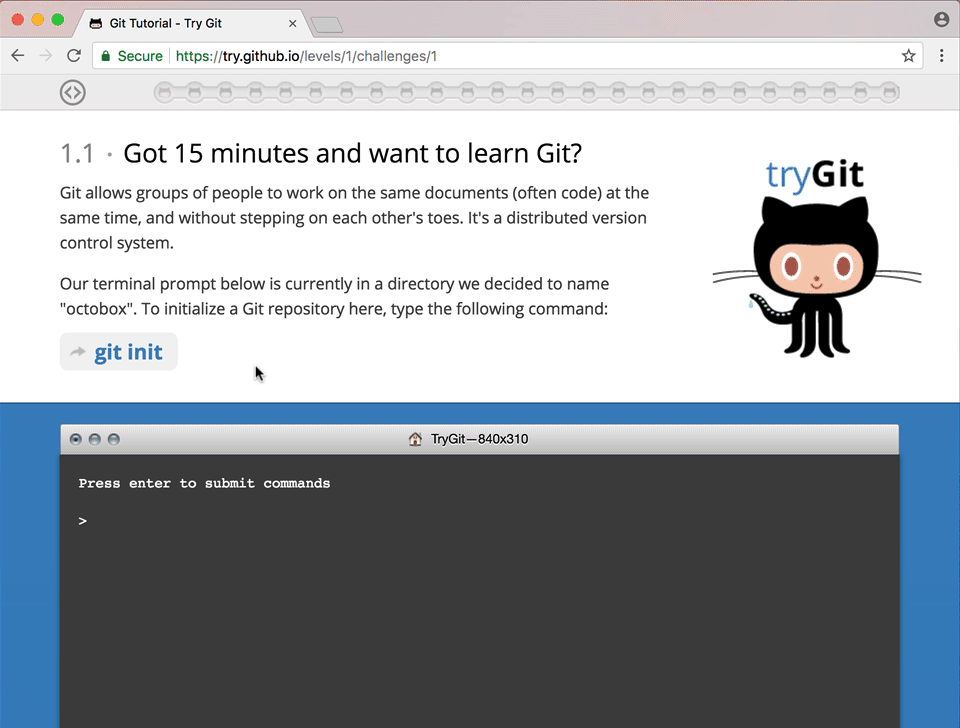 Git Tutorial - Try Git
Secure
https://try.github.io/levels/1/challenges/1
1.1 · Got 15 minutes and want to learn Git?
tryGit
Git allows groups of people to work on the same documents (often code) at the
same time, and without stepping on each other's toes. It's a distributed version
control system.
Our terminal prompt below is currently in a directory we decided to name
"octobox". To initialize a Git repository here, type the following command:
git init
TryGit—840x310
Press enter to submit commands
>